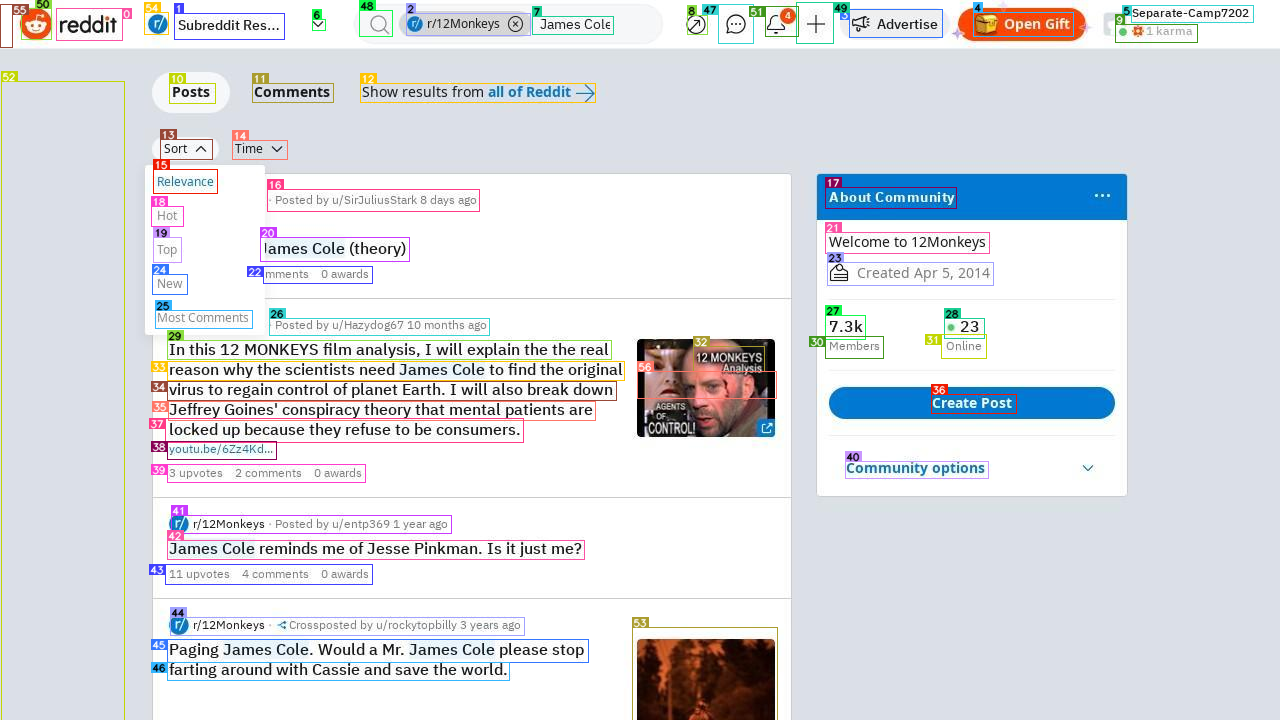 reddit
Subreddit Res...
r/12Monkeys
James Cole
4
Advertise
Open Gift
Separate-Camp7202
1 karma
Posts
Comments
Show results from all of Reddit
Sort
Time
Relevance
Hot
Top
New
Most Comments
· Posted by u/SirJuliusStark 8 days ago
James Cole (theory)
mments 0 awards
· Posted by u/Hazydog67 10 months ago
In this 12 MONKEYS film analysis, I will explain the the real
reason why the scientists need James Cole to find the original
virus to regain control of planet Earth. I will also break down
Jeffrey Goines' conspiracy theory that mental patients are
locked up because they refuse to be consumers.
youtu.be/6Zz4Kd...
3 upvotes 2 comments 0 awards
12 MONKEYS
Analysis
AGENTS
OF
CONTROL!
r/12Monkeys · Posted by u/entp369 1 year ago
James Cole reminds me of Jesse Pinkman. Is it just me?
11 upvotes 4 comments 0 awards
r/12Monkeys · Crossposted by u/rockytopbilly 3 years ago
Paging James Cole. Would a Mr. James Cole please stop
farting around with Cassie and save the world.
About Community
Welcome to 12Monkeys
Created Apr 5, 2014
7.3k
Members
23
Online
Create Post
Community options